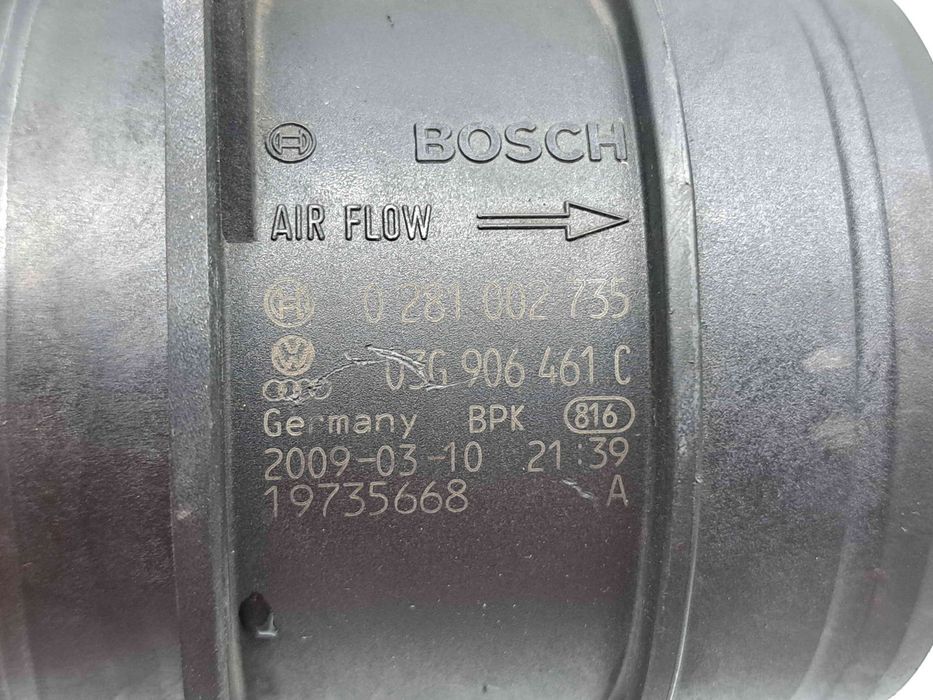 BOSCH
AIR FLOW
0 281 002 735
03G 906 461 C
Germany BPK 816
2009-03-10 21:39
19735668 A